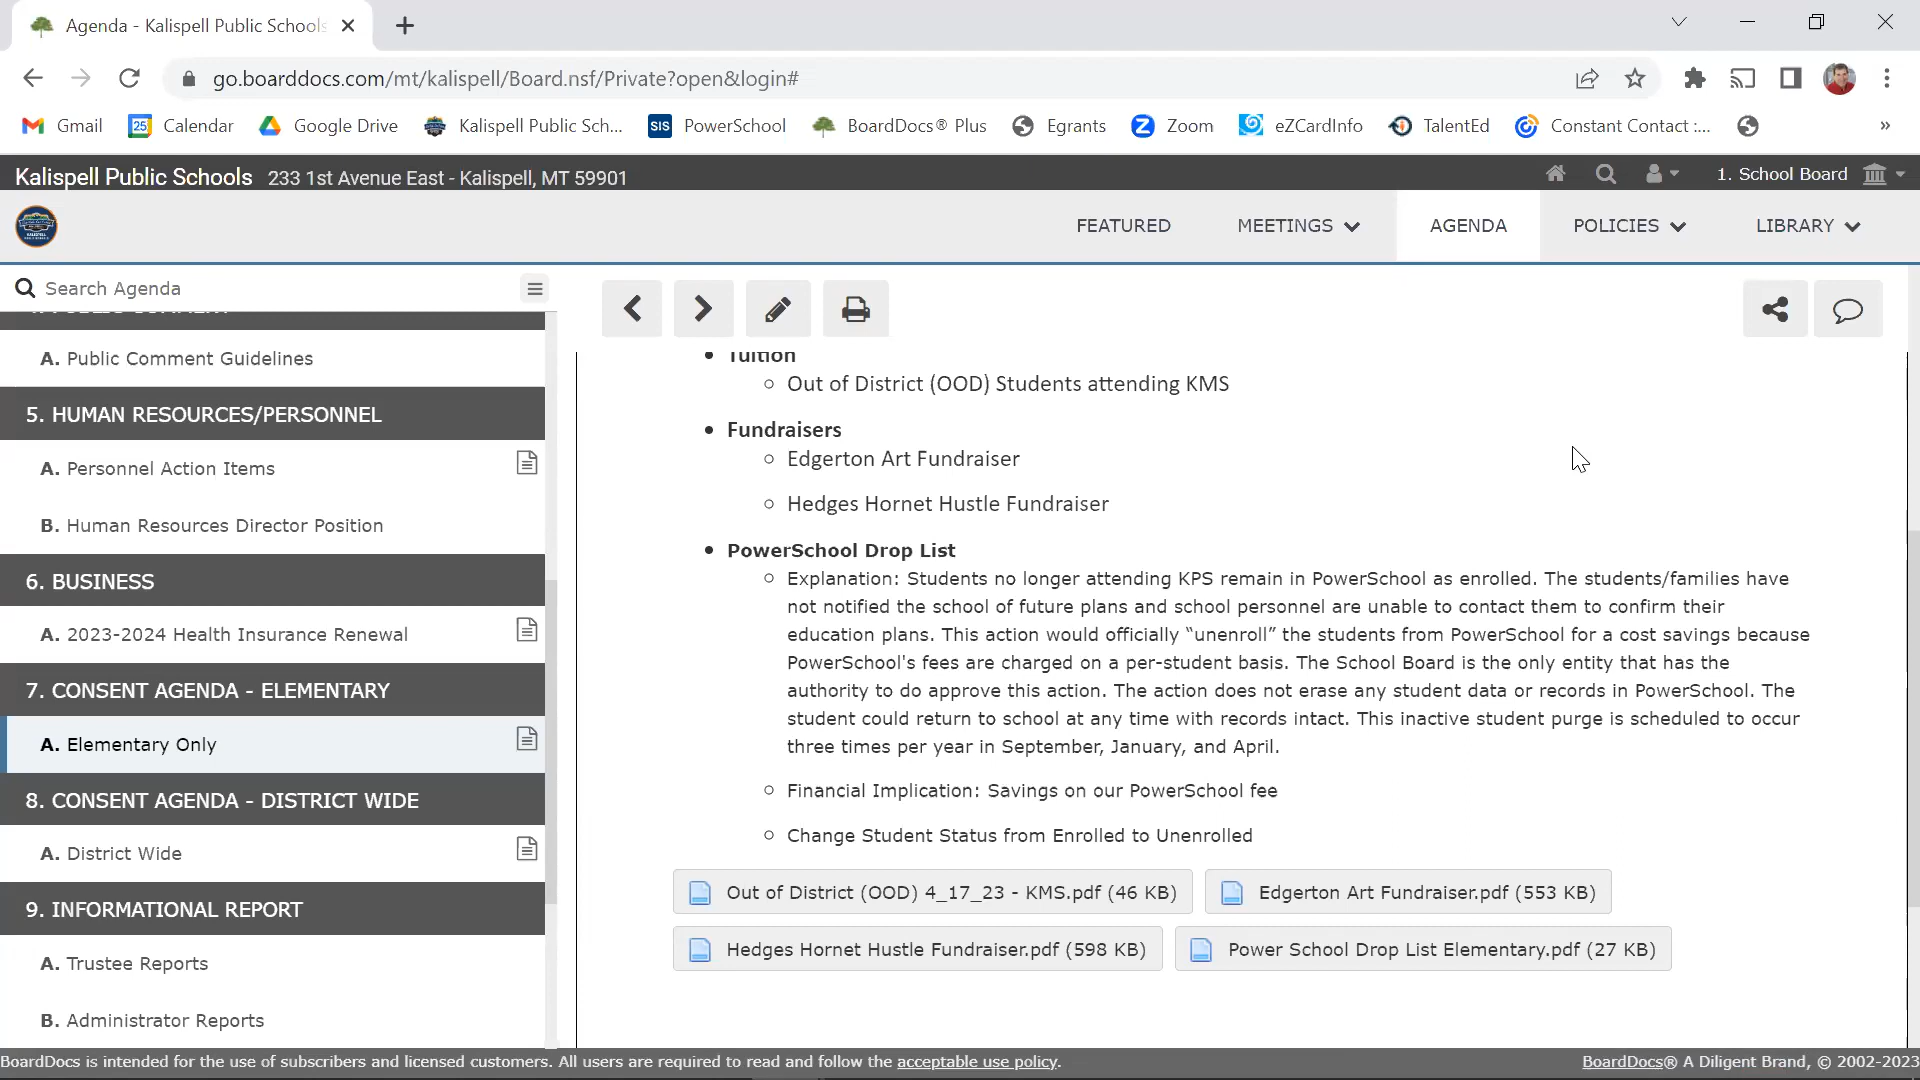 Agenda - Kalispell Public Schools
go.boarddocs.com/mt/kalispell/Board.nsf/Private?open&login#
Gmail
25
Calendar
Google Drive
Kalispell Public Sch...
SIS
PowerSchool
BoardDocs® Plus
Egrants
Zoom
eZCardInfo
TalentEd
Constant Contact :...
»
Kalispell Public Schools 233 1st Avenue East - Kalispell, MT 59901
1. School Board
FEATURED
MEETINGS
AGENDA
POLICIES
LIBRARY
Search Agenda
A. Public Comment Guidelines
5. HUMAN RESOURCES/PERSONNEL
A. Personnel Action Items
B. Human Resources Director Position
6. BUSINESS
A. 2023-2024 Health Insurance Renewal
7. CONSENT AGENDA - ELEMENTARY
A. Elementary Only
8. CONSENT AGENDA - DISTRICT WIDE
A. District Wide
9. INFORMATIONAL REPORT
A. Trustee Reports
B. Administrator Reports
Tuition
Out of District (OOD) Students attending KMS
Fundraisers
Edgerton Art Fundraiser
Hedges Hornet Hustle Fundraiser
PowerSchool Drop List
Explanation: Students no longer attending KPS remain in PowerSchool as enrolled. The students/families have
not notified the school of future plans and school personnel are unable to contact them to confirm their
education plans. This action would officially “unenroll” the students from PowerSchool for a cost savings because
PowerSchool's fees are charged on a per-student basis. The School Board is the only entity that has the
authority to do approve this action. The action does not erase any student data or records in PowerSchool. The
student could return to school at any time with records intact. This inactive student purge is scheduled to occur
three times per year in September, January, and April.
Financial Implication: Savings on our PowerSchool fee
Change Student Status from Enrolled to Unenrolled
Out of District (OOD) 4_17_23 - KMS.pdf (46 KB)
Edgerton Art Fundraiser.pdf (553 KB)
Hedges Hornet Hustle Fundraiser.pdf (598 KB)
Power School Drop List Elementary.pdf (27 KB)
BoardDocs is intended for the use of subscribers and licensed customers. All users are required to read and follow the acceptable use policy.
BoardDocs® A Diligent Brand, © 2002-2023